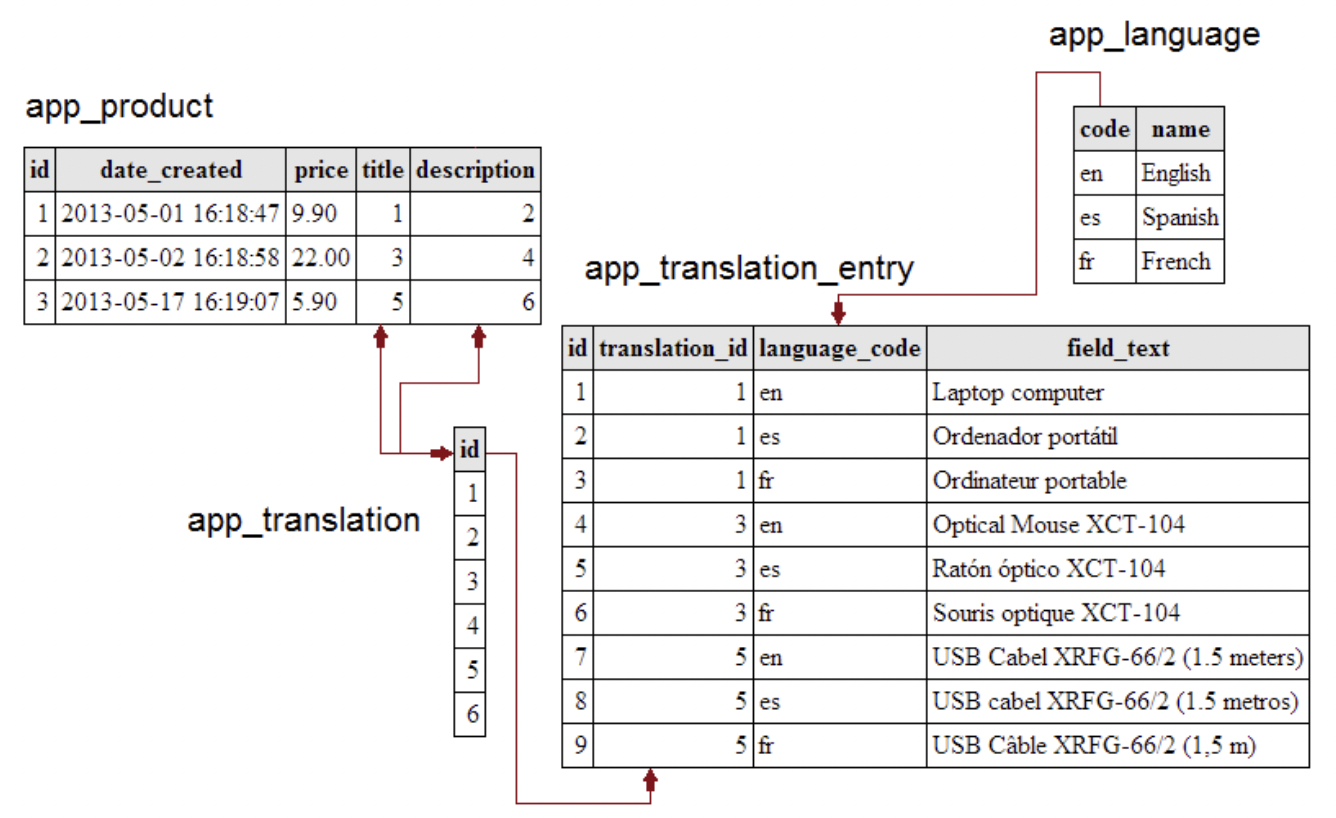 app_language
code name
en English
es Spanish
fr French
app_product
id date_created price title description
1 2013-05-01 16:18:47 9.90 1 2
2 2013-05-02 16:18:58 22.00 3 4
3 2013-05-17 16:19:07 5.90 5 6
app_translation_entry
id translation_id language_code field_text
1 1 en Laptop computer
2 1 es Ordenador portátil
3 1 fr Ordinateur portable
4 3 en Optical Mouse XCT-104
5 3 es Ratón óptico XCT-104
6 3 fr Souris optique XCT-104
7 5 en USB Cabel XRFG-66/2 (1.5 meters)
8 5 es USB cabel XRFG-66/2 (1.5 metros)
9 5 fr USB Câble XRFG-66/2 (1,5 m)
app_translation
id
1
2
3
4
5
6